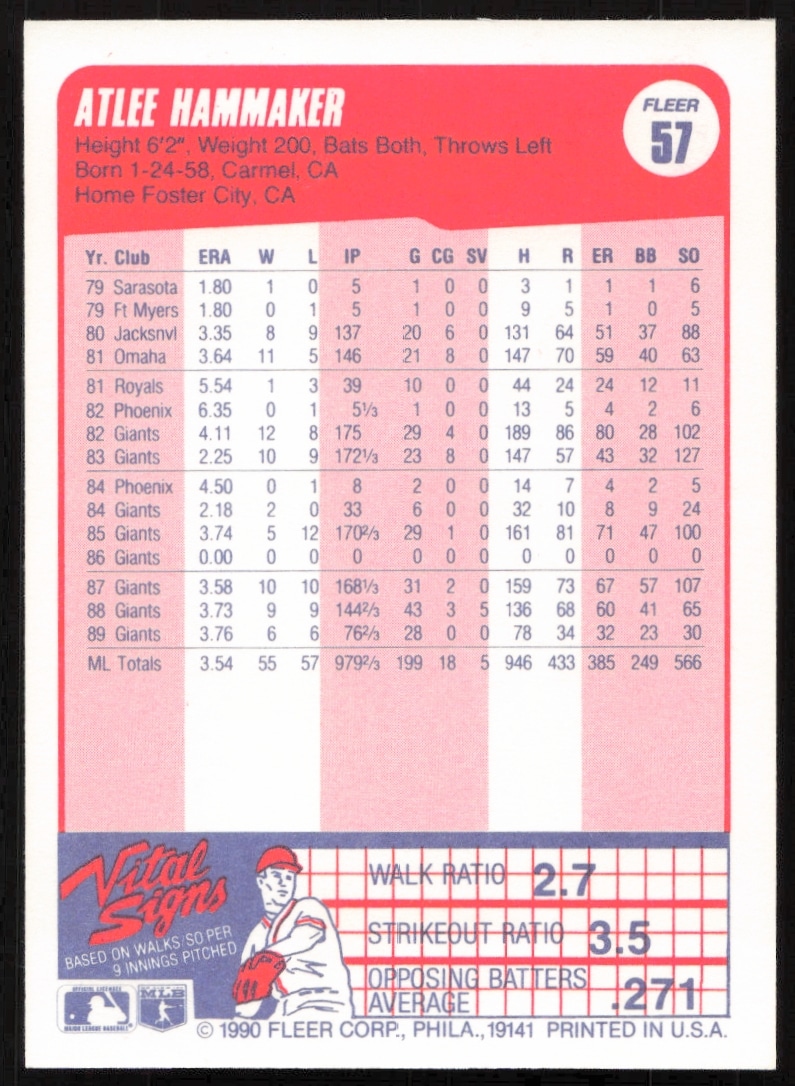 ATLEE HAMMAKER
FLEER
57
Height 6'2", Weight 200, Bats Both, Throws Left
Born 1-24-58, Carmel, CA
Home Foster City, CA
Yr. Club ERA W L IP G CG SV H R ER BB SO
79 Sarasota 1.80 1 0 5 1 0 0 3 1 1 1 6
79 Ft Myers 1.80 0 1 5 1 0 0 9 5 1 0 5
80 Jacksnvl 3.35 8 9 137 20 6 0 131 64 51 37 88
81 Omaha 3.64 11 5 146 21 8 0 147 70 59 40 63
81 Royals 5.54 1 3 39 10 0 0 44 24 24 12 11
82 Phoenix 6.35 0 1 5⅓ 1 0 0 13 5 4 2 6
82 Giants 4.11 12 8 175 29 4 0 189 86 80 28 102
83 Giants 2.25 10 9 172⅓ 23 8 0 147 57 43 32 127
84 Phoenix 4.50 0 1 8 2 0 0 14 7 4 2 5
84 Giants 2.18 2 0 33 6 0 0 32 10 8 9 24
85 Giants 3.74 5 12 170⅔ 29 1 0 161 81 71 47 100
86 Giants 0.00 0 0 0 0 0 0 0 0 0 0 0
87 Giants 3.58 10 10 168⅓ 31 2 0 159 73 67 57 107
88 Giants 3.73 9 9 144⅔ 43 3 5 136 68 60 41 65
89 Giants 3.76 6 6 76⅔ 28 0 0 78 34 32 23 30
ML Totals 3.54 55 57 979⅔ 199 18 5 946 433 385 249 566
Vital
Signs
BASED ON WALKS/SO PER
9 INNINGS PITCHED
WALK RATIO 2.7
STRIKEOUT RATIO 3.5
OPPOSING BATTERS
AVERAGE .271
OFFICIAL LICENSEE
MAJOR LEAGUE BASEBALL
MLB
© 1990 FLEER CORP., PHILA., 19141 PRINTED IN U.S.A.